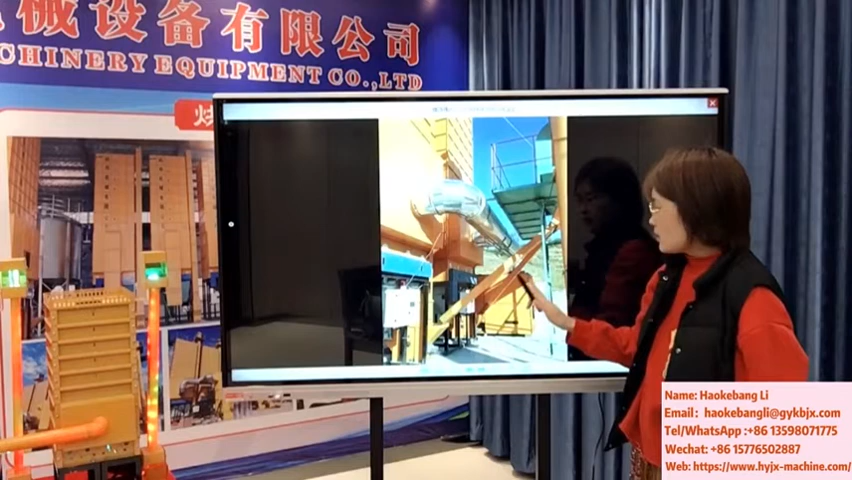 械设备有限公司
CHINERY EQUIPMENT CO.,LTD
Name: Haokebang Li
Email: haokebangli@gykbjx.com
Tel/WhatsApp :+86 13598071775
Wechat: +86 15776502887
Web: https://www.hyjx-machine.com/